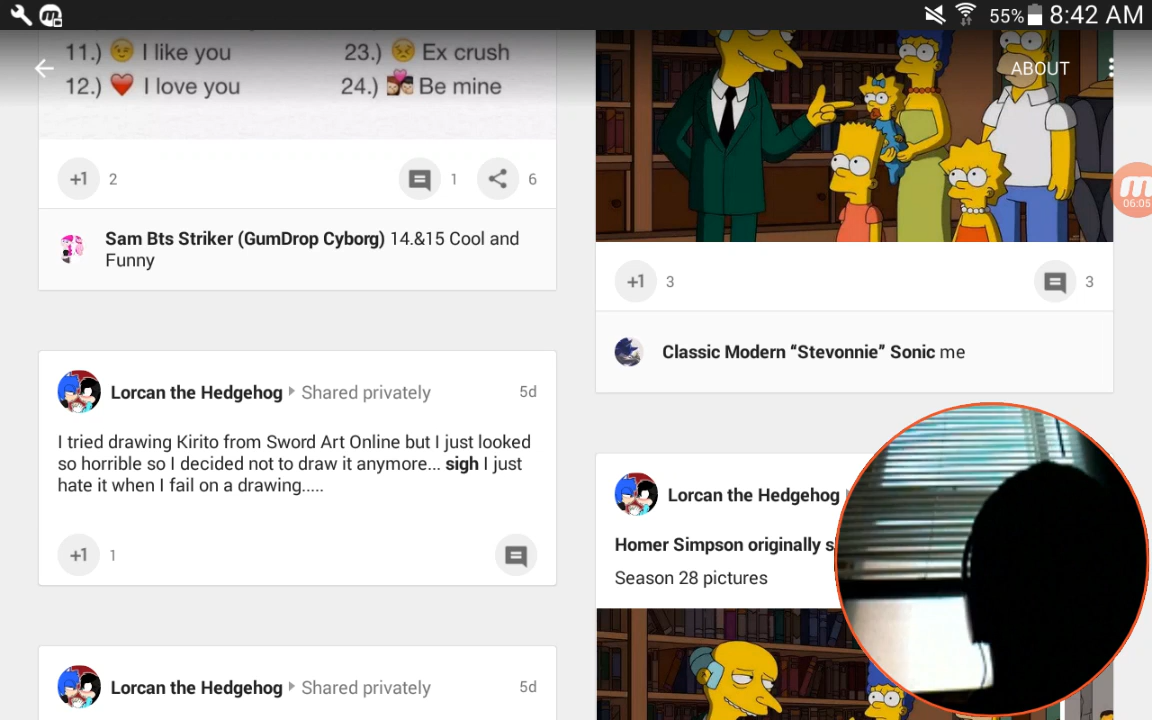 55% 8:42 AM
ABOUT
11.) 😉 I like you
23.) 😣 Ex crush
12.) ❤️ I love you
24.) 💏 Be mine
+1 2
1
6
Sam Bts Striker (GumDrop Cyborg) 14.&15 Cool and
Funny
Lorcan the Hedgehog Shared privately
5d
I tried drawing Kirito from Sword Art Online but I just looked
so horrible so I decided not to draw it anymore... sigh I just
hate it when I fail on a drawing.....
+1 1
Lorcan the Hedgehog Shared privately
5d
06:05
+1 3
3
Classic Modern “Stevonnie” Sonic me
Lorcan the Hedgehog
Homer Simpson originally s
Season 28 pictures